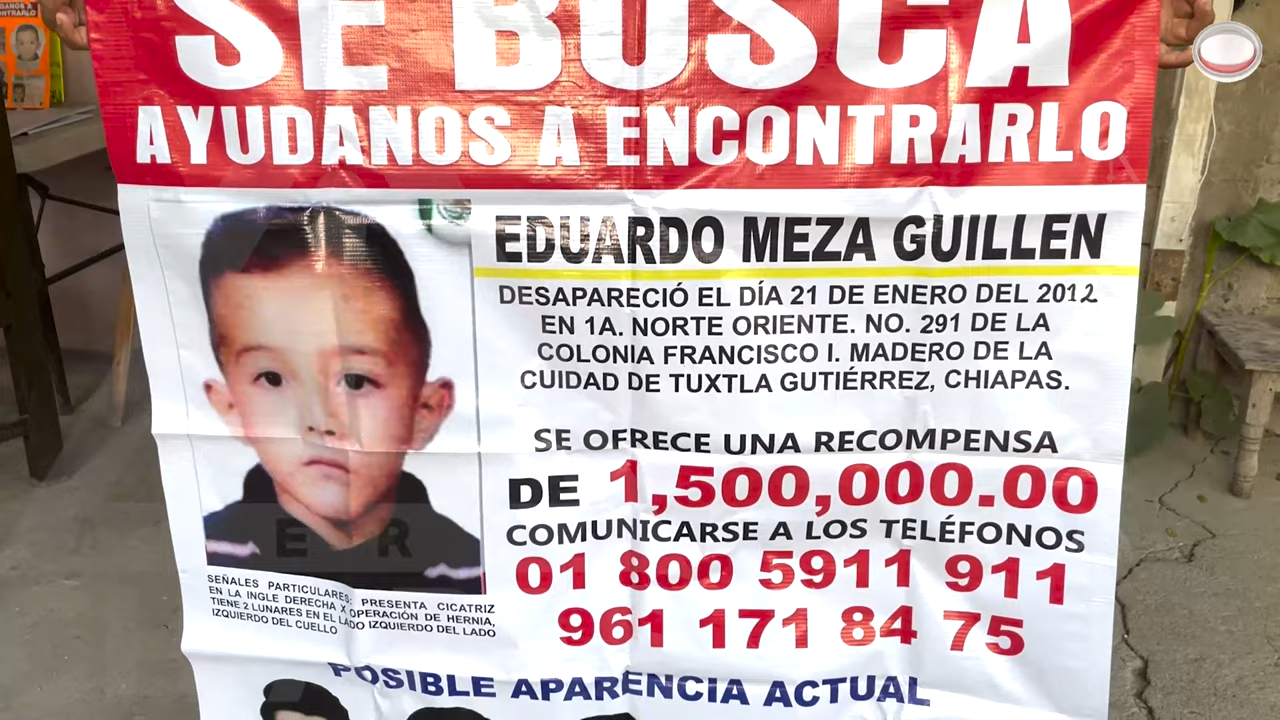 SE BUSCA
AYUDANOS A ENCONTRARLO
EDUARDO MEZA GUILLEN
DESAPARECIÓ EL DÍA 21 DE ENERO DEL 2012
EN 1A. NORTE ORIENTE. NO. 291 DE LA
COLONIA FRANCISCO I. MADERO DE LA
CUIDAD DE TUXTLA GUTIÉRREZ, CHIAPAS.
SE OFRECE UNA RECOMPENSA
DE 1,500,000.00
COMUNICARSE A LOS TELÉFONOS
01 800 5911 911
961 171 84 75
SEÑALES PARTICULARES: PRESENTA CICATRIZ
EN LA INGLE DERECHA X OPERACIÓN DE HERNIA,
TIENE 2 LUNARES EN EL LADO IZQUIERDO DEL LADO
IZQUIERDO DEL CUELLO
POSIBLE APARENCIA ACTUAL